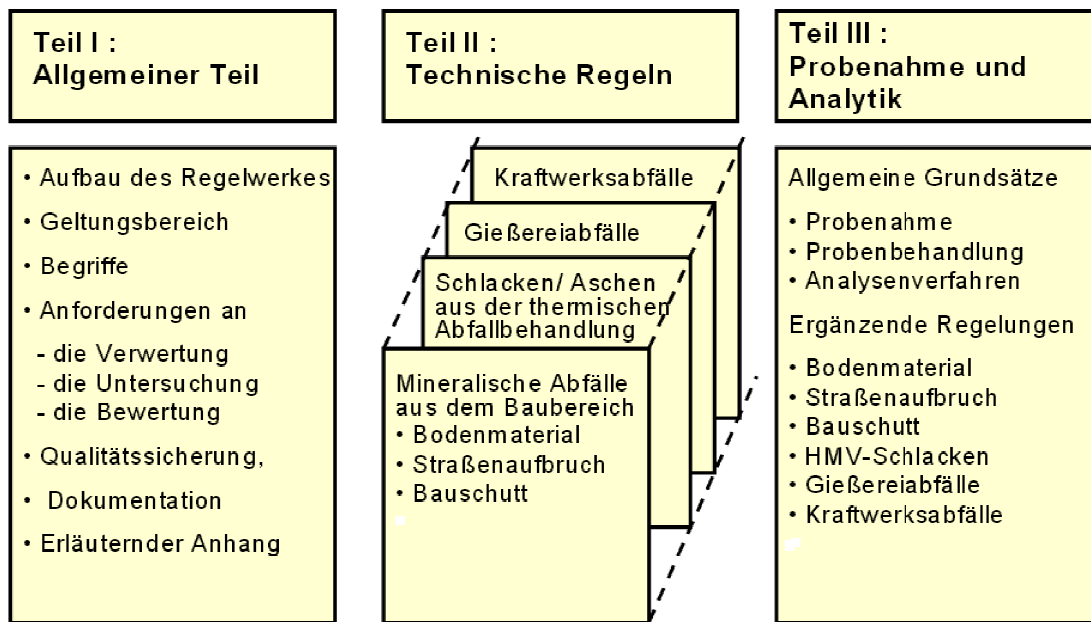 Teil I :
Allgemeiner Teil
• Aufbau des Regelwerkes
• Geltungsbereich
• Begriffe
• Anforderungen an
- die Verwertung
- die Untersuchung
- die Bewertung
• Qualitätssicherung,
• Dokumentation
• Erläuternder Anhang
Teil II :
Technische Regeln
Kraftwerksabfälle
Gießereiabfälle
Schlacken/ Aschen
aus der thermischen
Abfallbehandlung
Mineralische Abfälle
aus dem Baubereich
• Bodenmaterial
• Straßenaufbruch
• Bauschutt
Teil III :
Probenahme und
Analytik
Allgemeine Grundsätze
• Probenahme
• Probenbehandlung
• Analysenverfahren
Ergänzende Regelungen
• Bodenmaterial
• Straßenaufbruch
• Bauschutt
• HMV-Schlacken
• Gießereiabfälle
• Kraftwerksabfälle